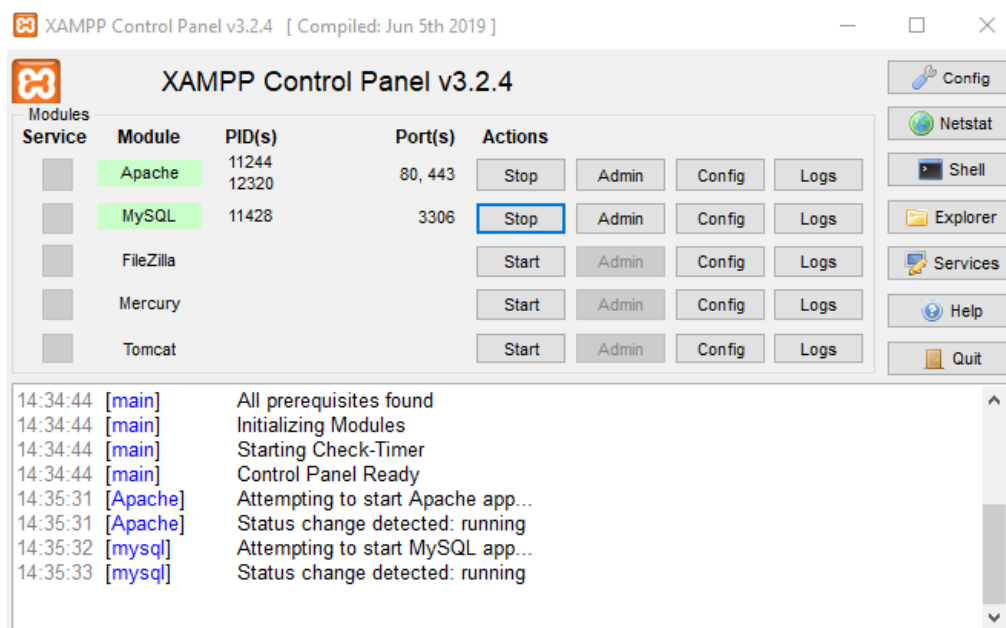 XAMPP Control Panel v3.2.4 [ Compiled: Jun 5th 2019 ]
XAMPP Control Panel v3.2.4
Config
Modules
Service Module PID(s) Port(s) Actions
Netstat
Apache 11244 12320 80, 443 Stop Admin Config Logs
Shell
MySQL 11428 3306 Stop Admin Config Logs
Explorer
FileZilla Start Admin Config Logs
Services
Mercury Start Admin Config Logs
Help
Tomcat Start Admin Config Logs
Quit
14:34:44 [main] All prerequisites found
14:34:44 [main] Initializing Modules
14:34:44 [main] Starting Check-Timer
14:34:44 [main] Control Panel Ready
14:35:31 [Apache] Attempting to start Apache app...
14:35:31 [Apache] Status change detected: running
14:35:32 [mysql] Attempting to start MySQL app...
14:35:33 [mysql] Status change detected: running